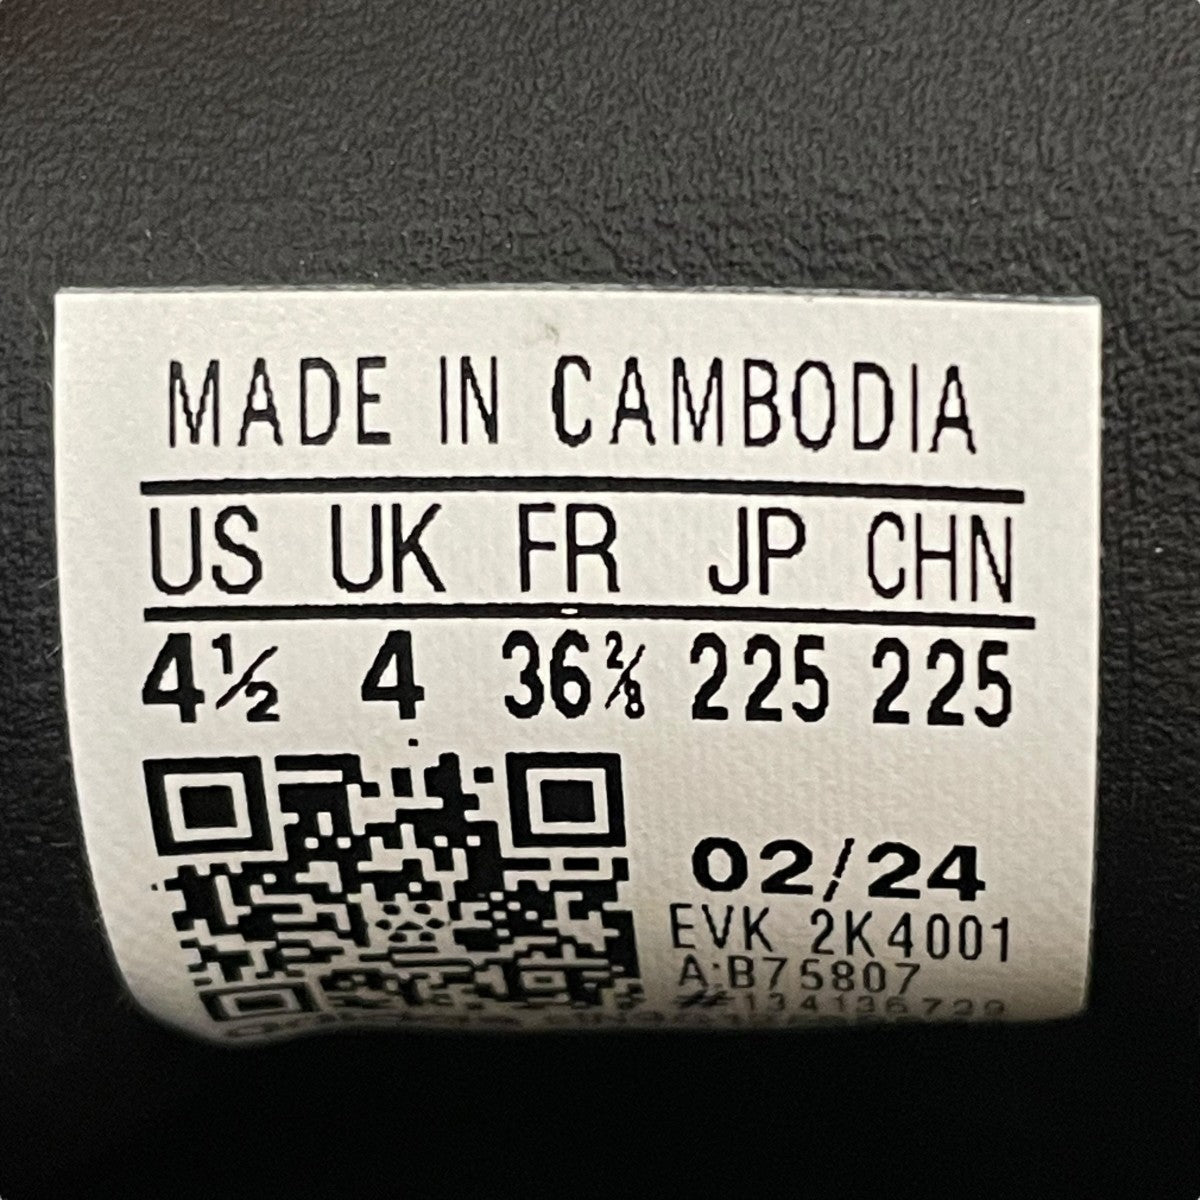 MADE IN CAMBODIA
US UK FR JP CHN
4½ 4 36⅔ 225 225
02/24
EVK 2K4001
A:B75807
#134136729